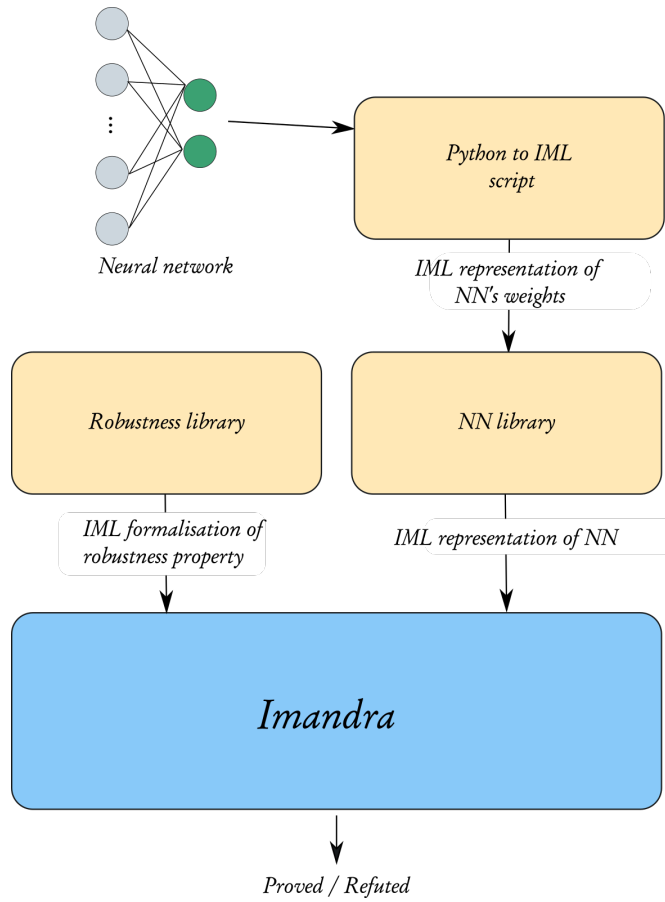 Python to IML
script
Neural network
IML representation of
NN's weights
Robustness library
NN library
IML formalisation of
robustness property
IML representation of NN
Imandra
Proved / Refuted